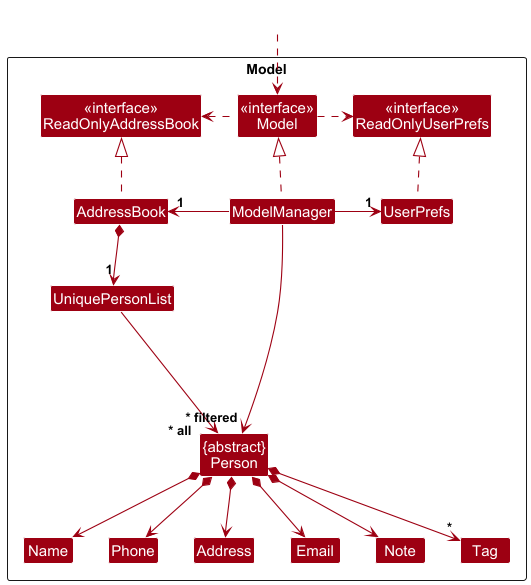 Model
«interface»
ReadOnlyAddressBook
«interface»
Model
«interface»
ReadOnlyUserPrefs
AddressBook
1
ModelManager
1
UserPrefs
1
UniquePersonList
* filtered
* all
{abstract}
Person
*
Name
Phone
Address
Email
Note
Tag